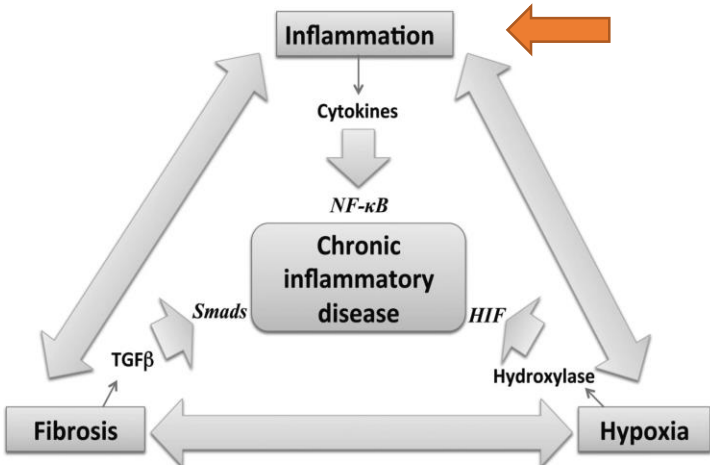 Inflammation
Cytokines
NF-κB
Chronic
inflammatory
disease
Smads
HIF
TGFβ
Hydroxylase
Fibrosis
Hypoxia